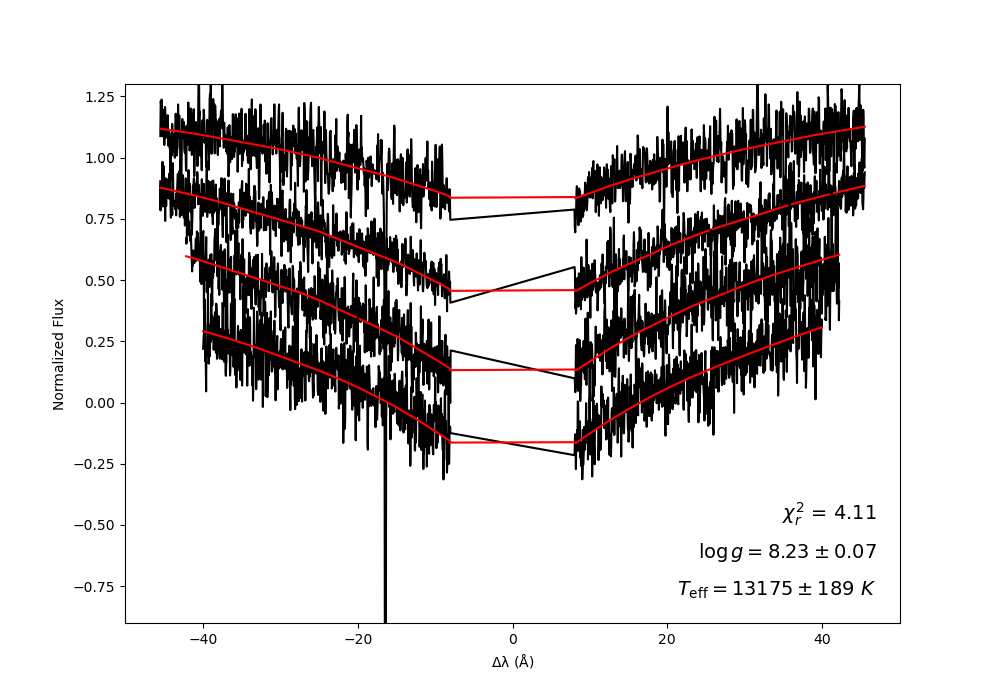 1.25
1.00
0.75
0.50
0.25
0.00
−0.25
−0.50
−0.75
Normalized Flux
χ²ᵣ = 4.11
log g = 8.23 ± 0.07
T_eff = 13175 ± 189 K
−40 −20 0 20 40
Δλ (Å)